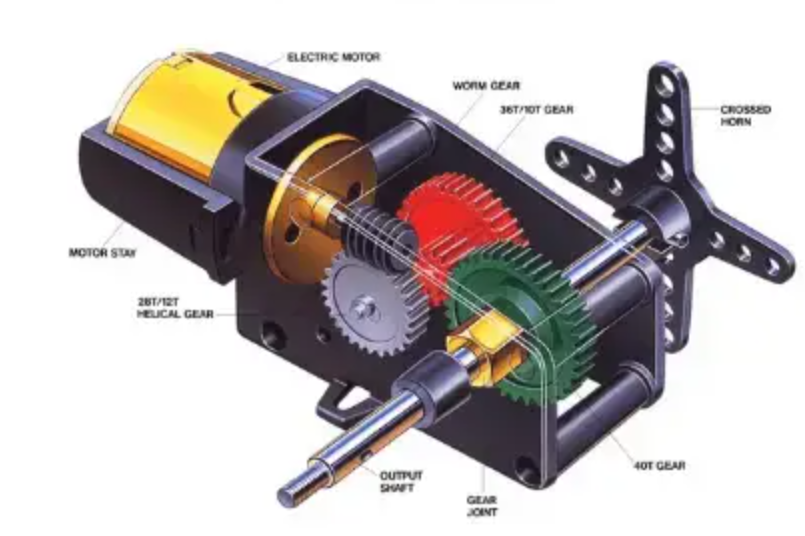 ELECTRIC MOTOR
WORM GEAR
36T/10T GEAR
CROSSED
HORN
MOTOR STAY
28T/12T
HELICAL GEAR
40T GEAR
OUTPUT
SHAFT
GEAR
JOINT